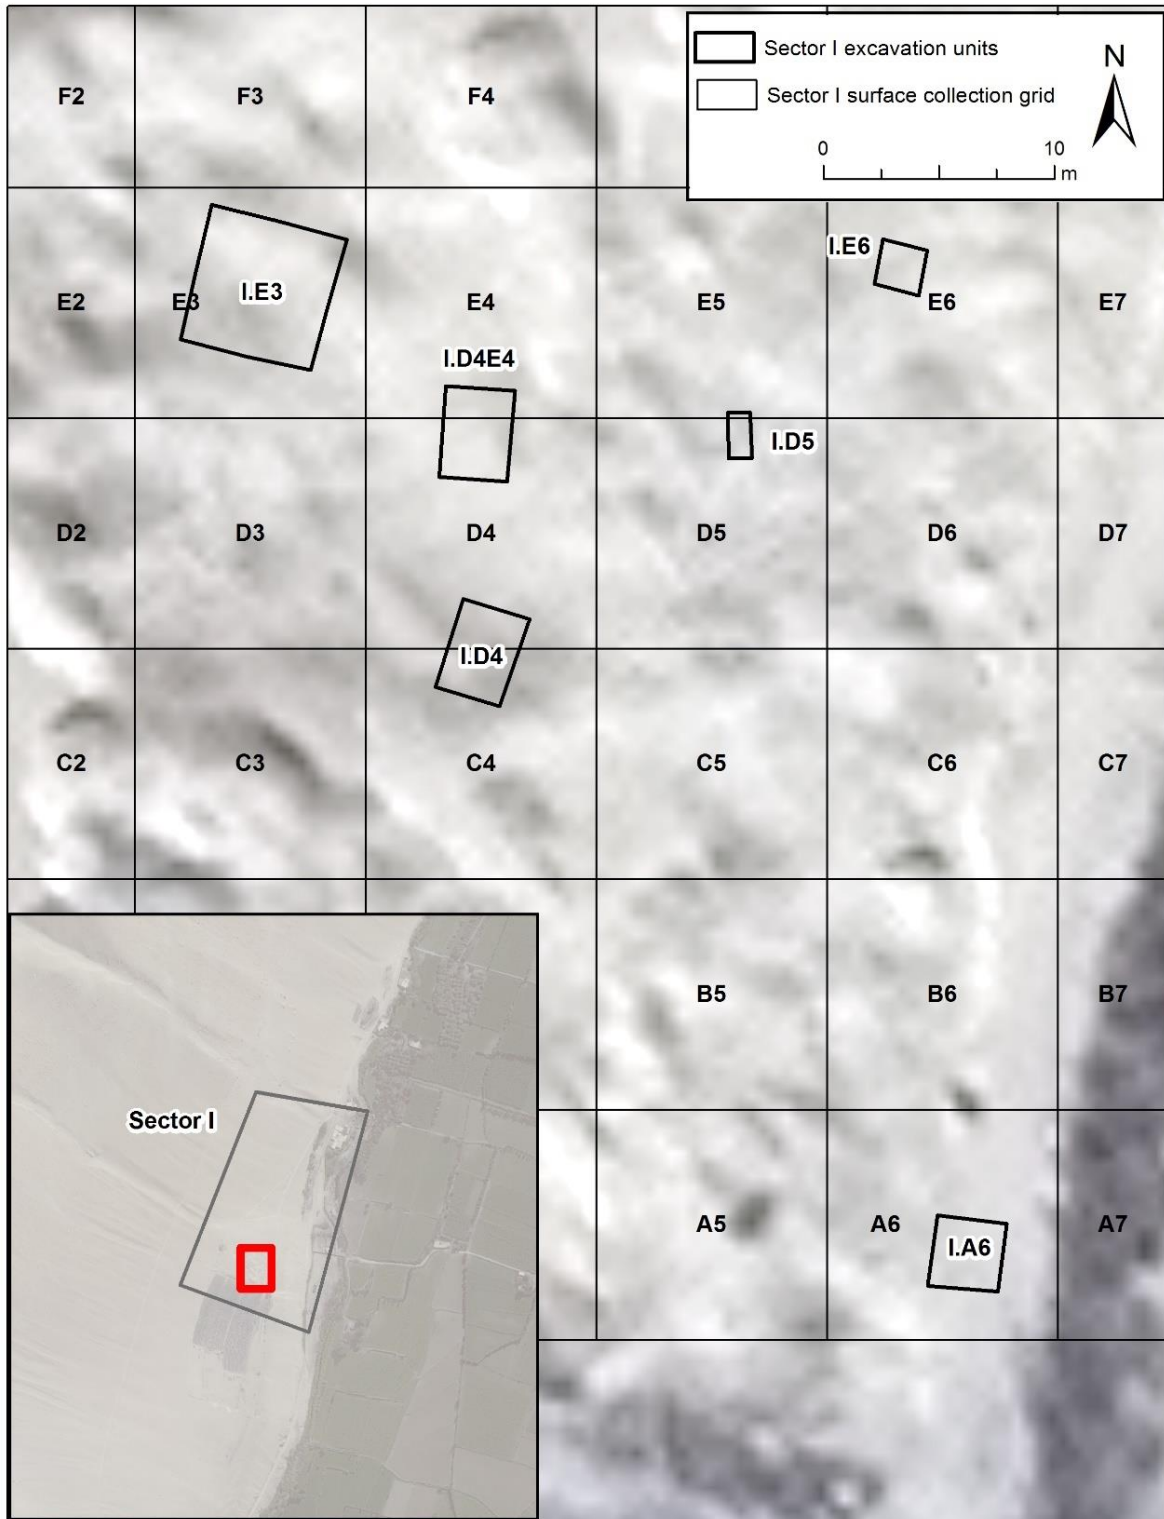 Sector I excavation units
Sector I surface collection grid
N
0 10
m
F2 F3 F4
I.E6
I.E3
E2 E3 E4 E5 E6 E7
I.D4E4
I.D5
D2 D3 D4 D5 D6 D7
I.D4
C2 C3 C4 C5 C6 C7
B5 B6 B7
Sector I
A5 A6 A7
I.A6